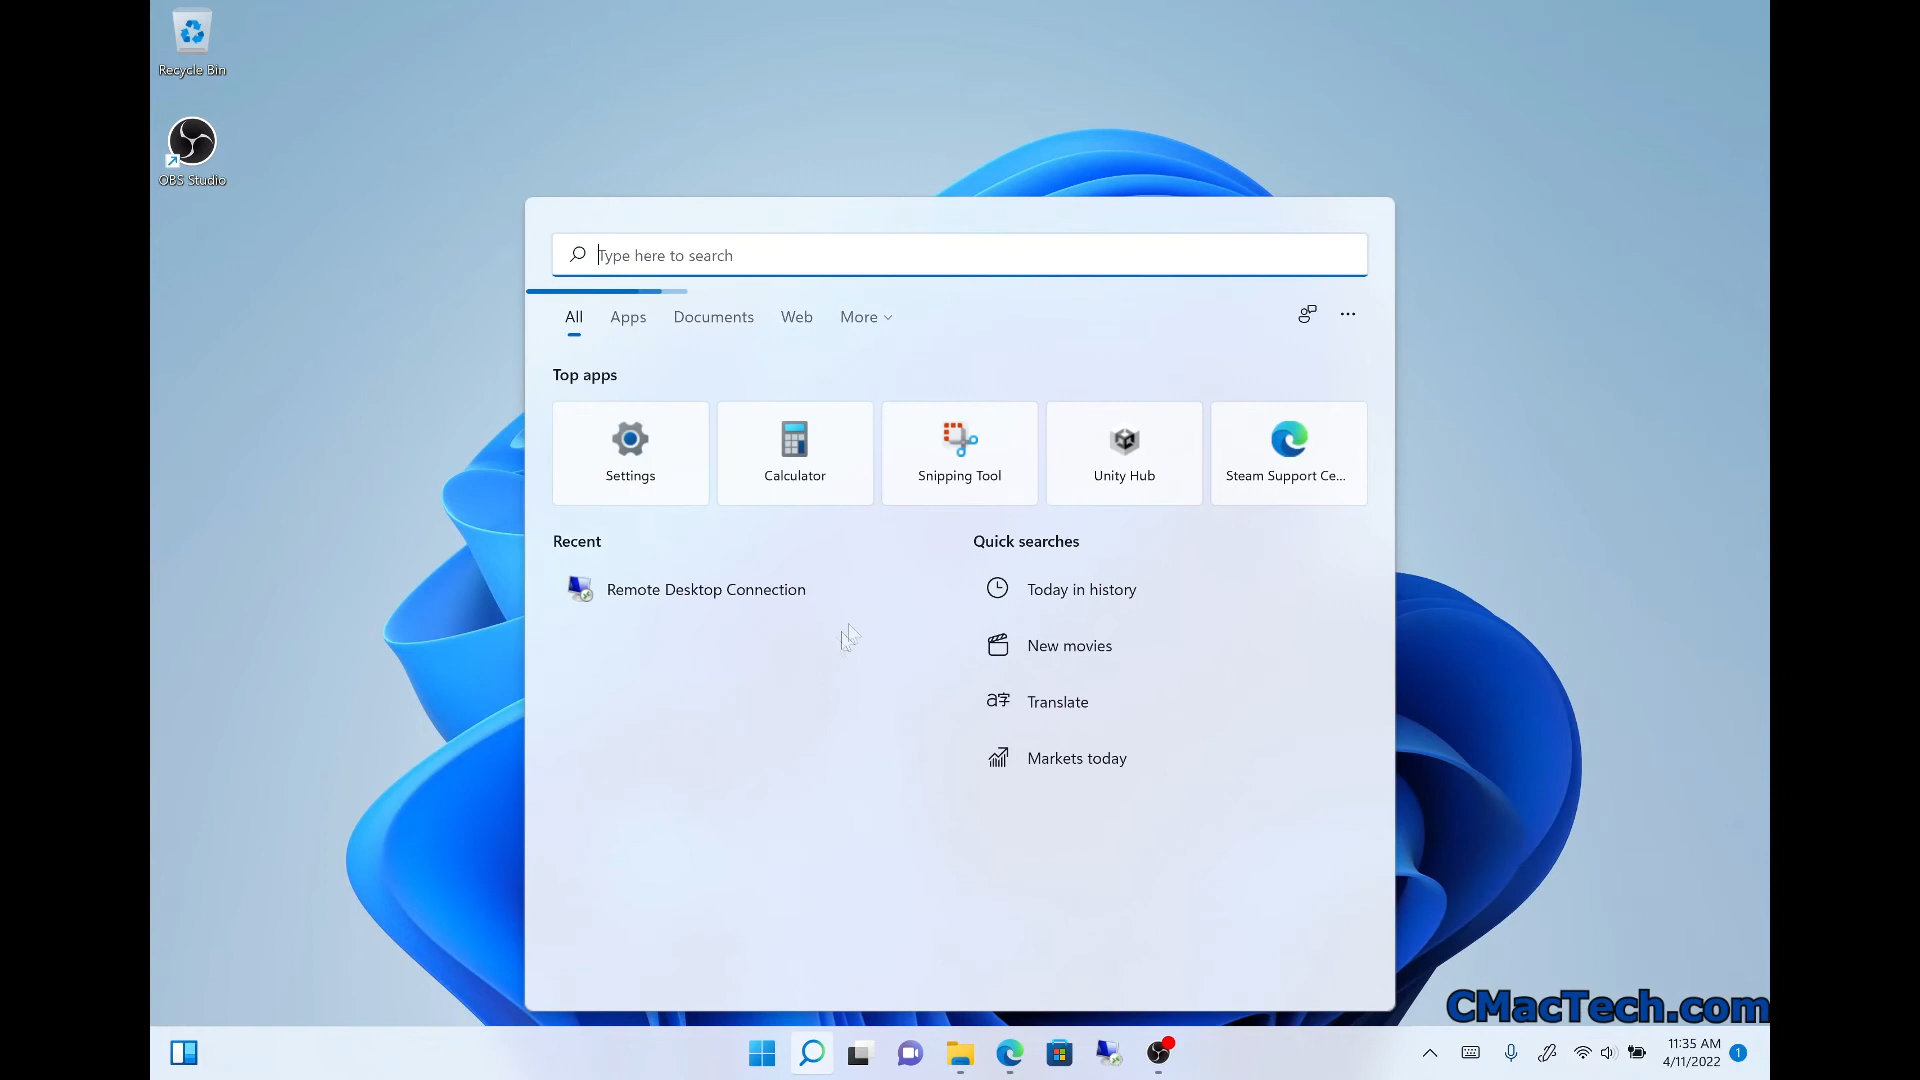 Recycle Bin
OBS Studio
Type here to search
All Apps Documents Web More
Top apps
Settings Calculator Snipping Tool Unity Hub Steam Support Ce...
Recent
Quick searches
Remote Desktop Connection
Today in history
New movies
Translate
Markets today
CMacTech.com
11:35 AM
4/11/2022
1